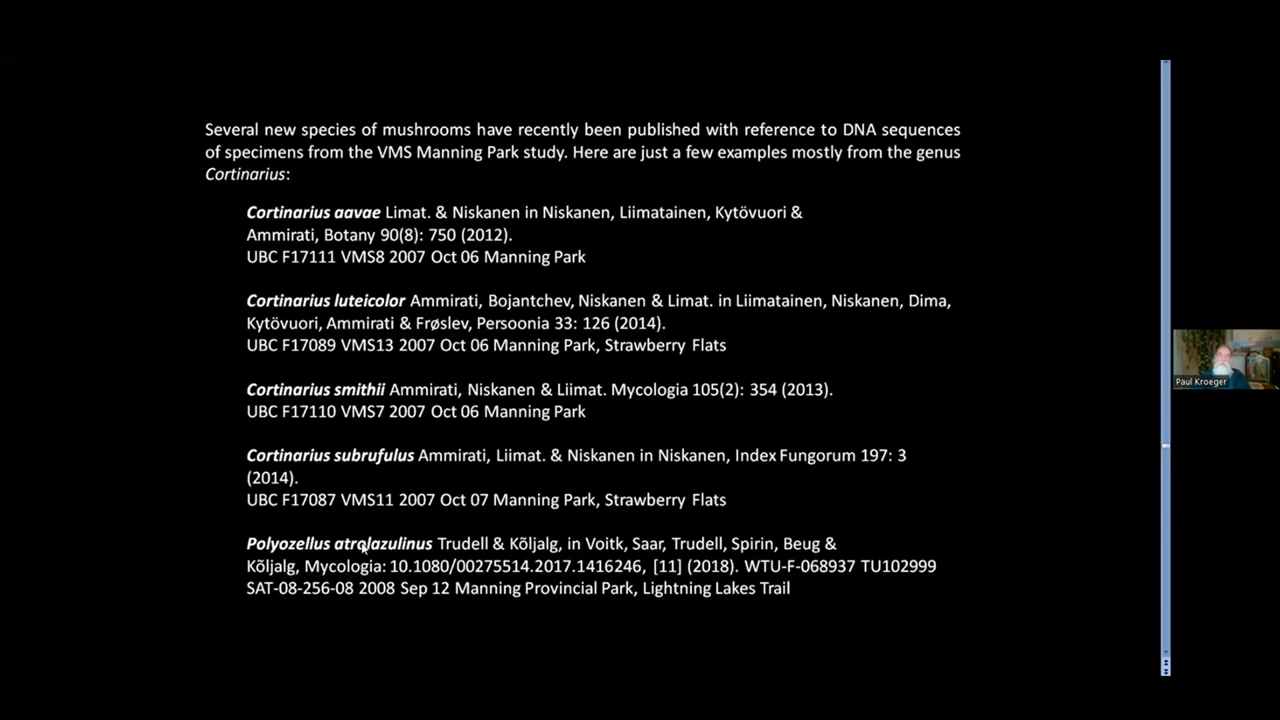 Several new species of mushrooms have recently been published with reference to DNA sequences
of specimens from the VMS Manning Park study. Here are just a few examples mostly from the genus
Cortinarius:
Cortinarius aavae Limat. & Niskanen in Niskanen, Liimatainen, Kytövuori &
Ammirati, Botany 90(8): 750 (2012).
UBC F17111 VMS8 2007 Oct 06 Manning Park
Cortinarius luteicolor Ammirati, Bojantchev, Niskanen & Limat. in Liimatainen, Niskanen, Dima,
Kytövuori, Ammirati & Frøslev, Persoonia 33: 126 (2014).
UBC F17089 VMS13 2007 Oct 06 Manning Park, Strawberry Flats
Cortinarius smithii Ammirati, Niskanen & Liimat. Mycologia 105(2): 354 (2013).
UBC F17110 VMS7 2007 Oct 06 Manning Park
Cortinarius subrufulus Ammirati, Liimat. & Niskanen in Niskanen, Index Fungorum 197: 3
(2014).
UBC F17087 VMS11 2007 Oct 07 Manning Park, Strawberry Flats
Polyozellus atrolazulinus Trudell & Kõljalg, in Voitk, Saar, Trudell, Spirin, Beug &
Kõljalg, Mycologia: 10.1080/00275514.2017.1416246, [11] (2018). WTU-F-068937 TU102999
SAT-08-256-08 2008 Sep 12 Manning Provincial Park, Lightning Lakes Trail
Paul Kroeger